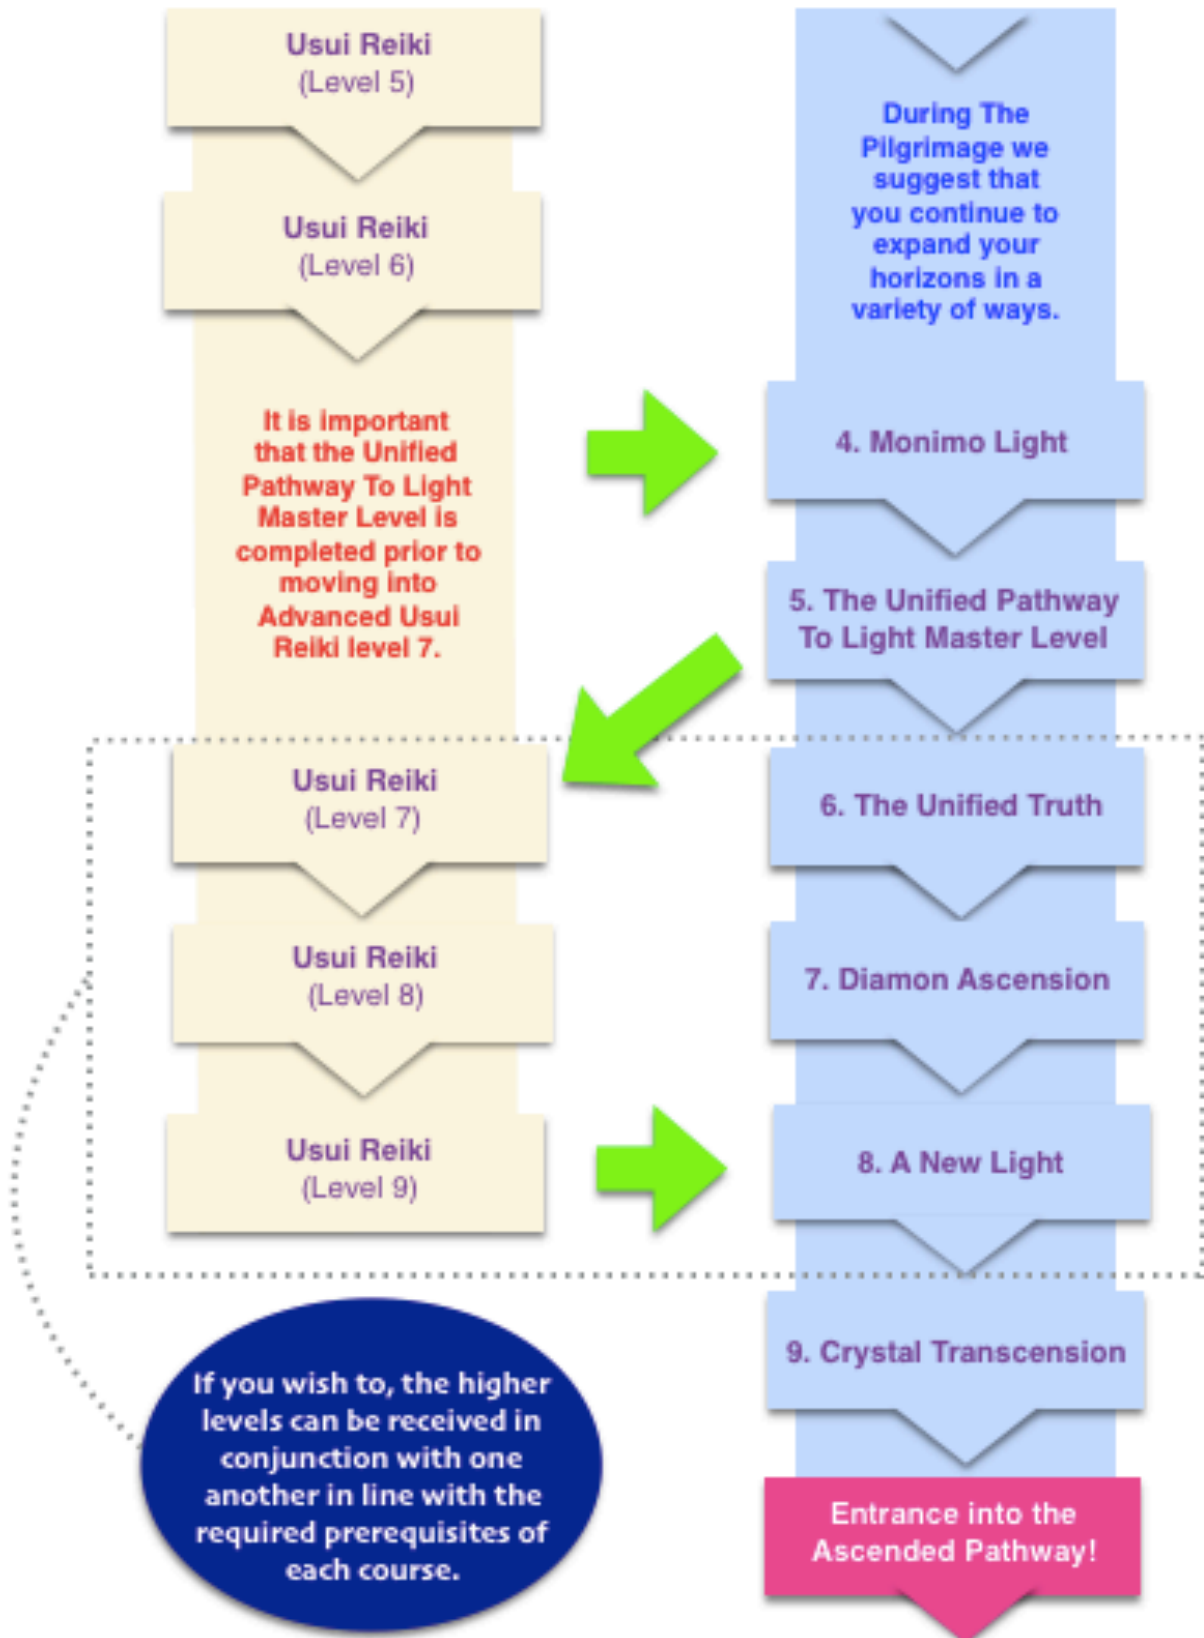 Usui Reiki
(Level 5)
Usui Reiki
(Level 6)
It is important
that the Unified
Pathway To Light
Master Level is
completed prior to
moving into
Advanced Usui
Reiki level 7.
Usui Reiki
(Level 7)
Usui Reiki
(Level 8)
Usui Reiki
(Level 9)
If you wish to, the higher
levels can be received in
conjunction with one
another in line with the
required prerequisites of
each course.
During The
Pilgrimage we
suggest that
you continue to
expand your
horizons in a
variety of ways.
4. Monimo Light
5. The Unified Pathway
To Light Master Level
6. The Unified Truth
7. Diamon Ascension
8. A New Light
9. Crystal Transcension
Entrance into the
Ascended Pathway!